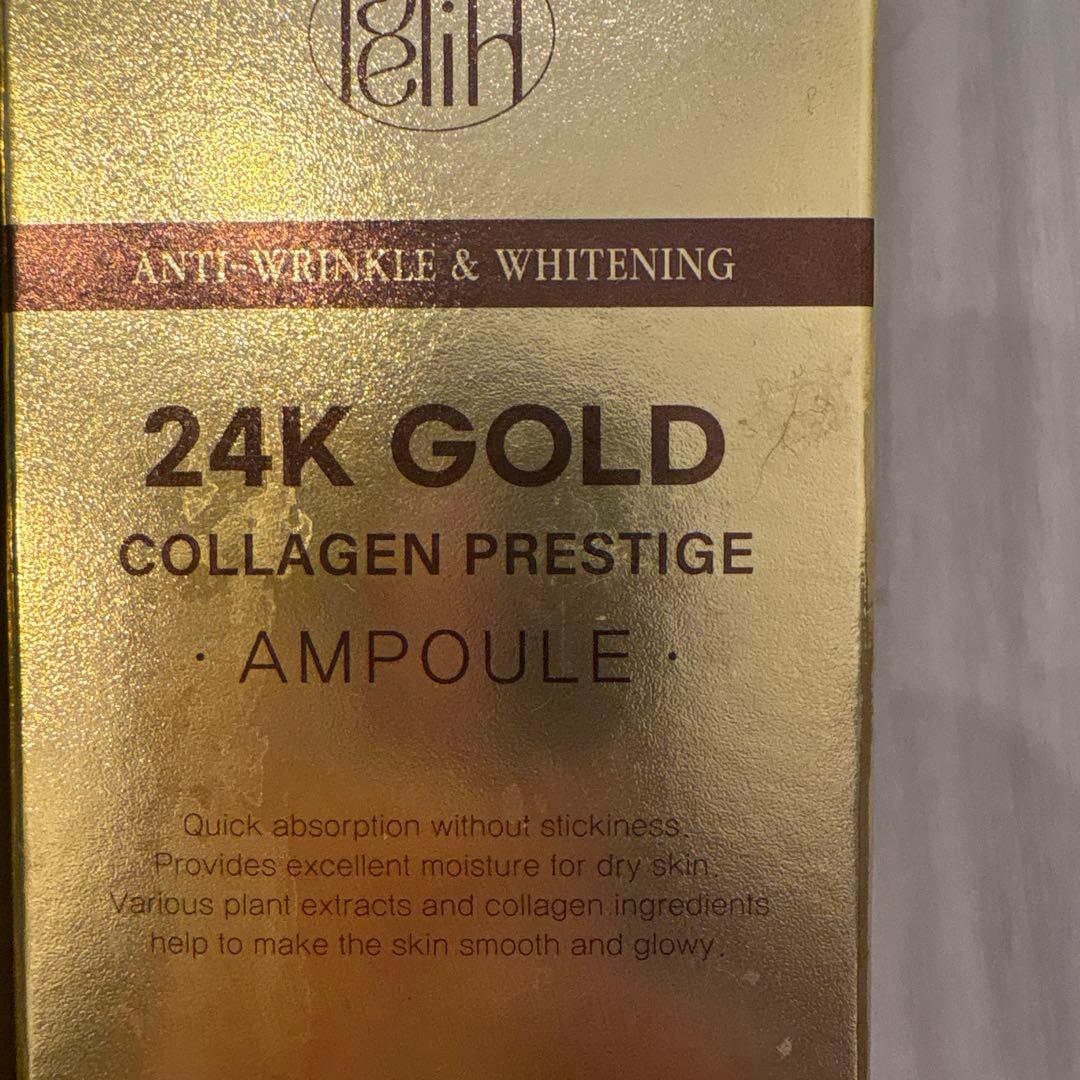 ANTI-WRINKLE & WHITENING
24K GOLD
COLLAGEN PRESTIGE
· AMPOULE ·
Quick absorption without stickiness.
Provides excellent moisture for dry skin.
Various plant extracts and collagen ingredients
help to make the skin smooth and glowy.